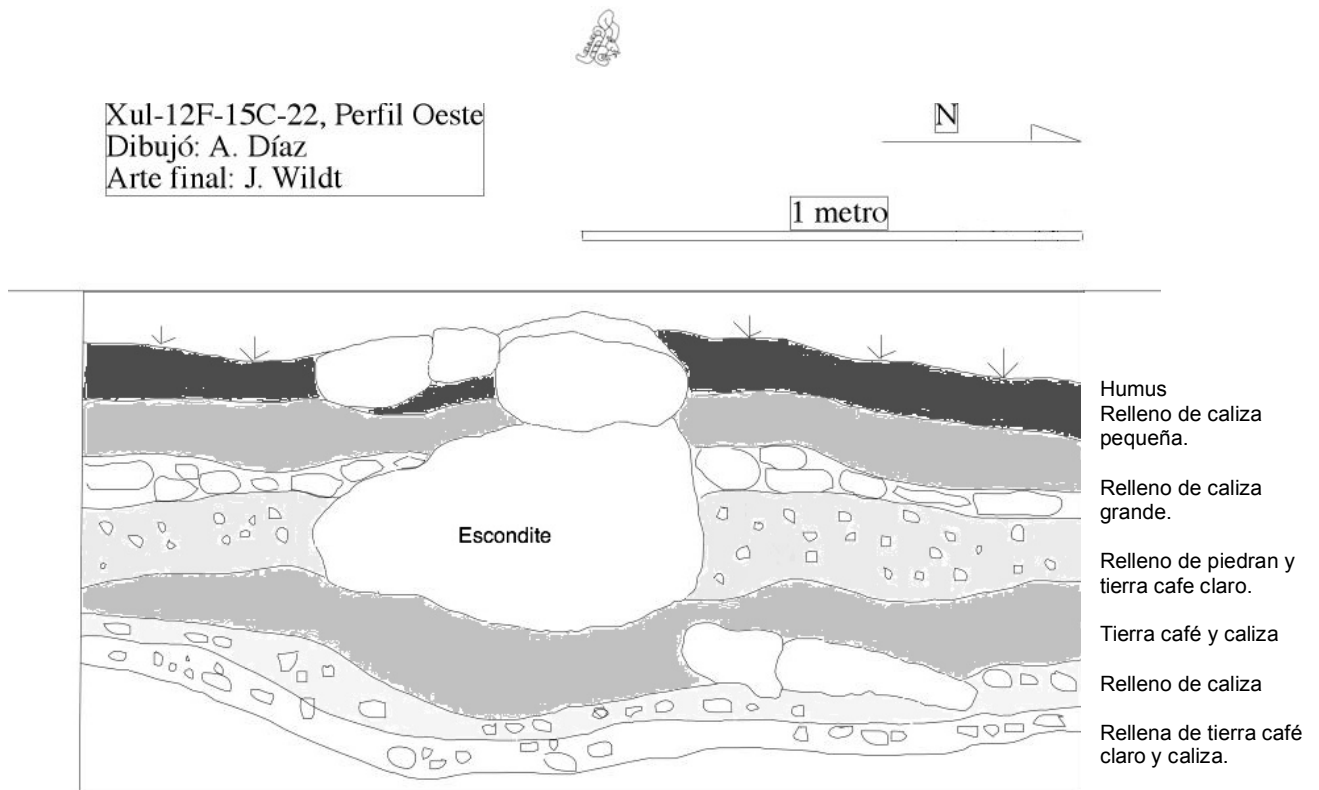 Xul-12F-15C-22, Perfil Oeste
Dibujó: A. Díaz
Arte final: J. Wildt
N
1 metro
Escondite
Humus
Relleno de caliza
pequeña.
Relleno de caliza
grande.
Relleno de piedran y
tierra cafe claro.
Tierra café y caliza
Relleno de caliza
Rellena de tierra café
claro y caliza.